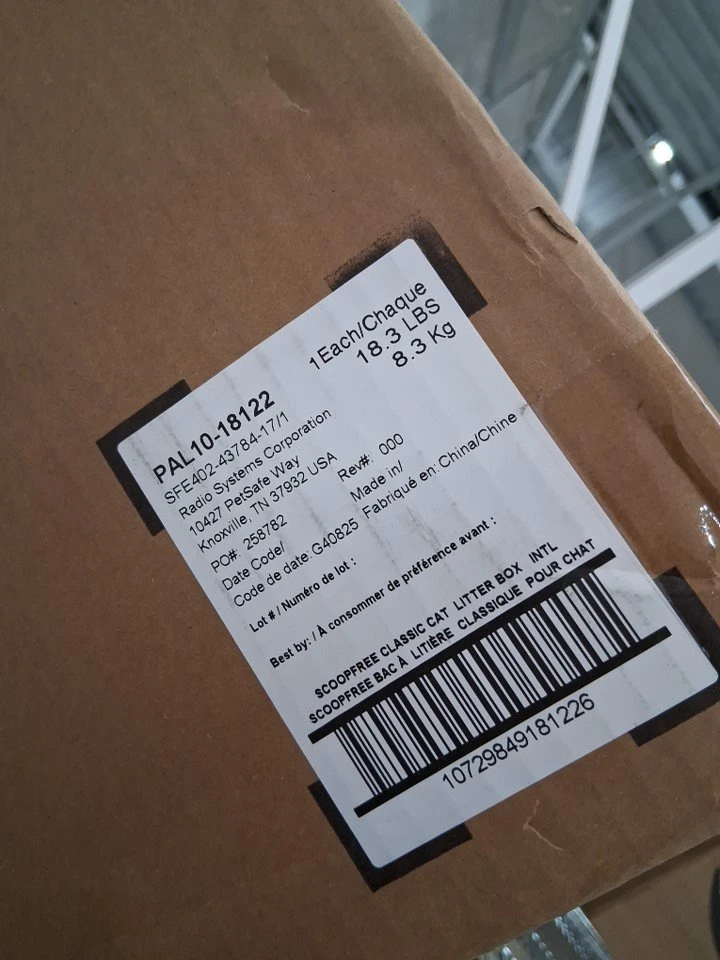 1Each/Chaque
18.3 LBS
8.3 Kg
PAL10-18122
SFE402-43784-17/1
Radio Systems Corporation
10427 PetSafe Way
Knoxville, TN 37932 USA
PO#: 258782 Rev#: 000
Date Code/ Made in/
Code de date: G40825 Fabriqué en: China/Chine
Lot # / Numéro de lot :
Best by: / À consommer de préférence avant :
SCOOPFREE CLASSIC CAT LITTER BOX INTL
SCOOPFREE BAC À LITIÈRE CLASSIQUE POUR CHAT
10729849181226